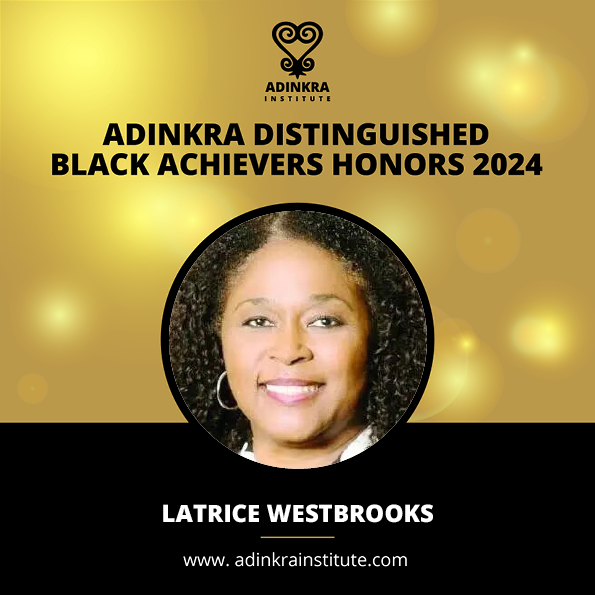 ADINKRA
INSTITUTE
ADINKRA DISTINGUISHED
BLACK ACHIEVERS HONORS 2024
LATRICE WESTBROOKS
www. adinkrainstitute.com